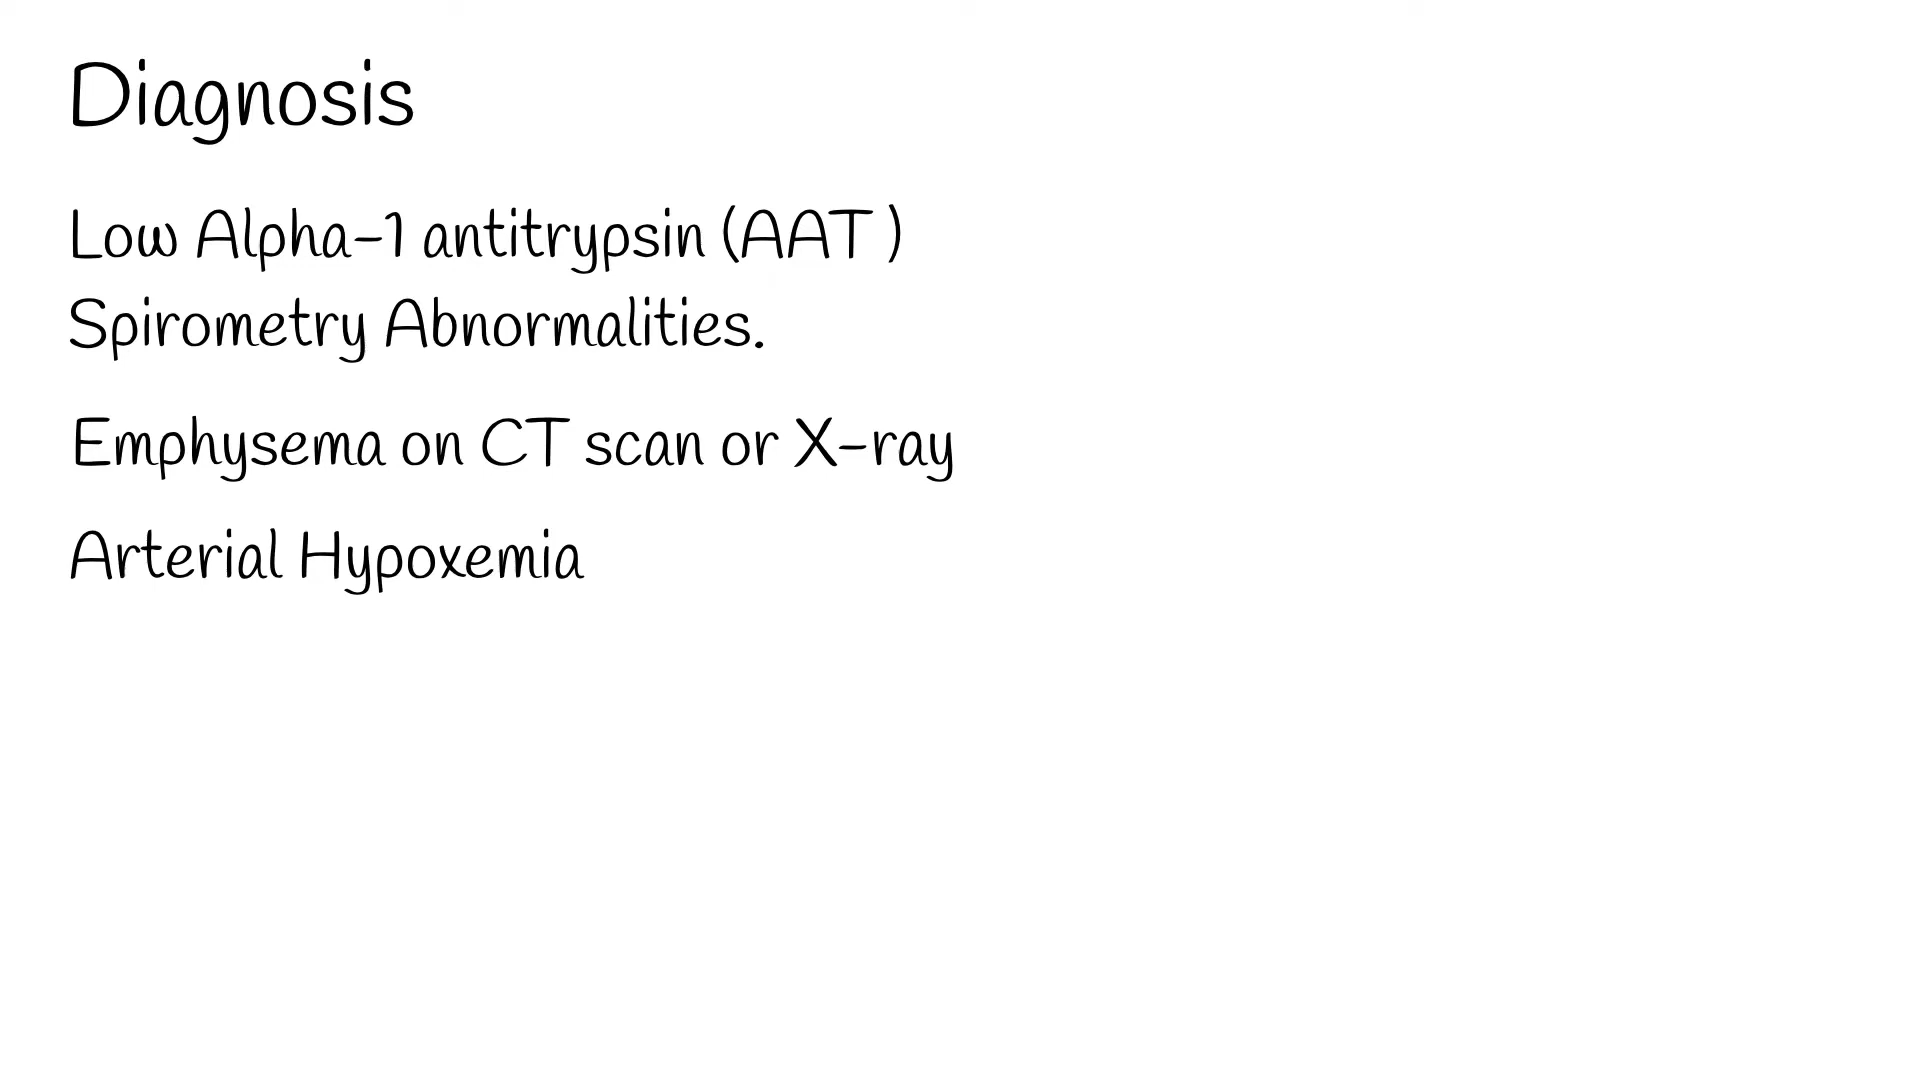 Diagnosis
Low Alpha-1 antitrypsin (AAT )
Spirometry Abnormalities.
Emphysema on CT scan or X-ray
Arterial Hypoxemia